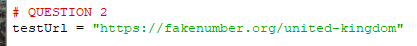 # QUESTION 2
testUrl = "https://fakenumber.org/united-kingdom"